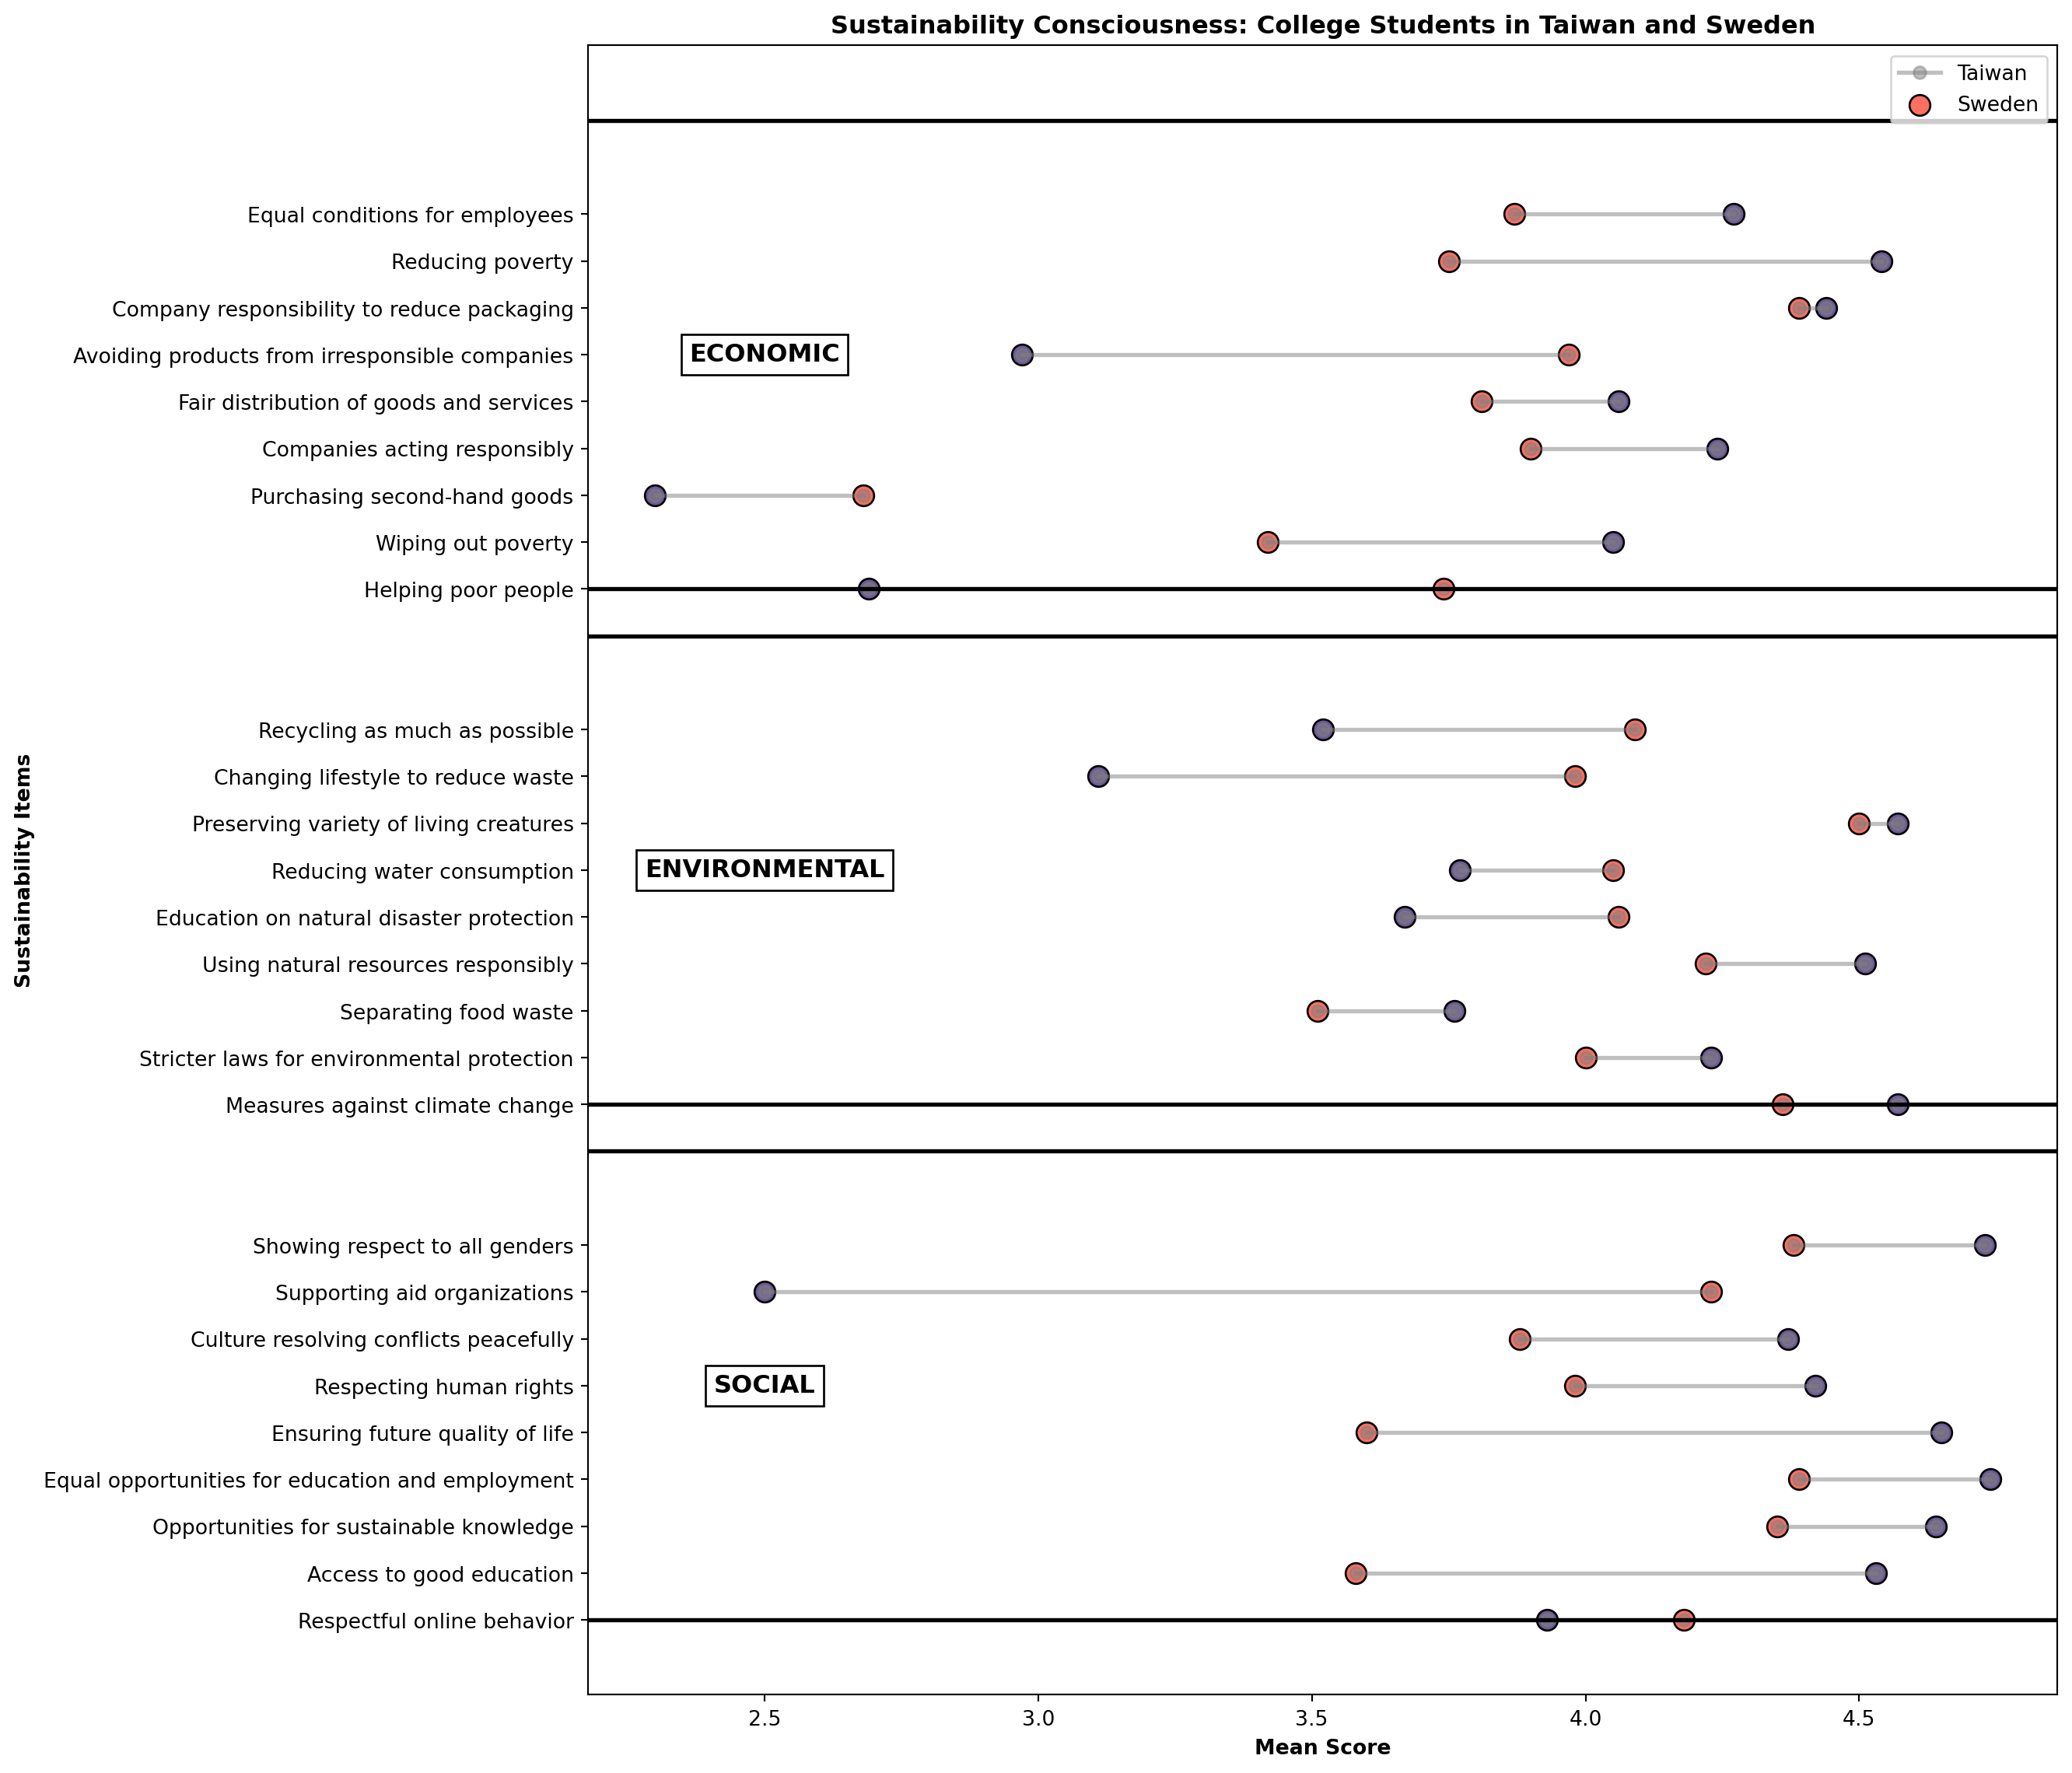 Sustainability Consciousness: College Students in Taiwan and Sweden
Taiwan
Sweden
Equal conditions for employees
Reducing poverty
Company responsibility to reduce packaging
Avoiding products from irresponsible companies
ECONOMIC
Fair distribution of goods and services
Companies acting responsibly
Purchasing second-hand goods
Wiping out poverty
Helping poor people
Recycling as much as possible
Changing lifestyle to reduce waste
Preserving variety of living creatures
Reducing water consumption
ENVIRONMENTAL
Education on natural disaster protection
Using natural resources responsibly
Separating food waste
Stricter laws for environmental protection
Measures against climate change
Showing respect to all genders
Supporting aid organizations
Culture resolving conflicts peacefully
Respecting human rights
SOCIAL
Ensuring future quality of life
Equal opportunities for education and employment
Opportunities for sustainable knowledge
Access to good education
Respectful online behavior
Sustainability Items
2.5 3.0 3.5 4.0 4.5
Mean Score